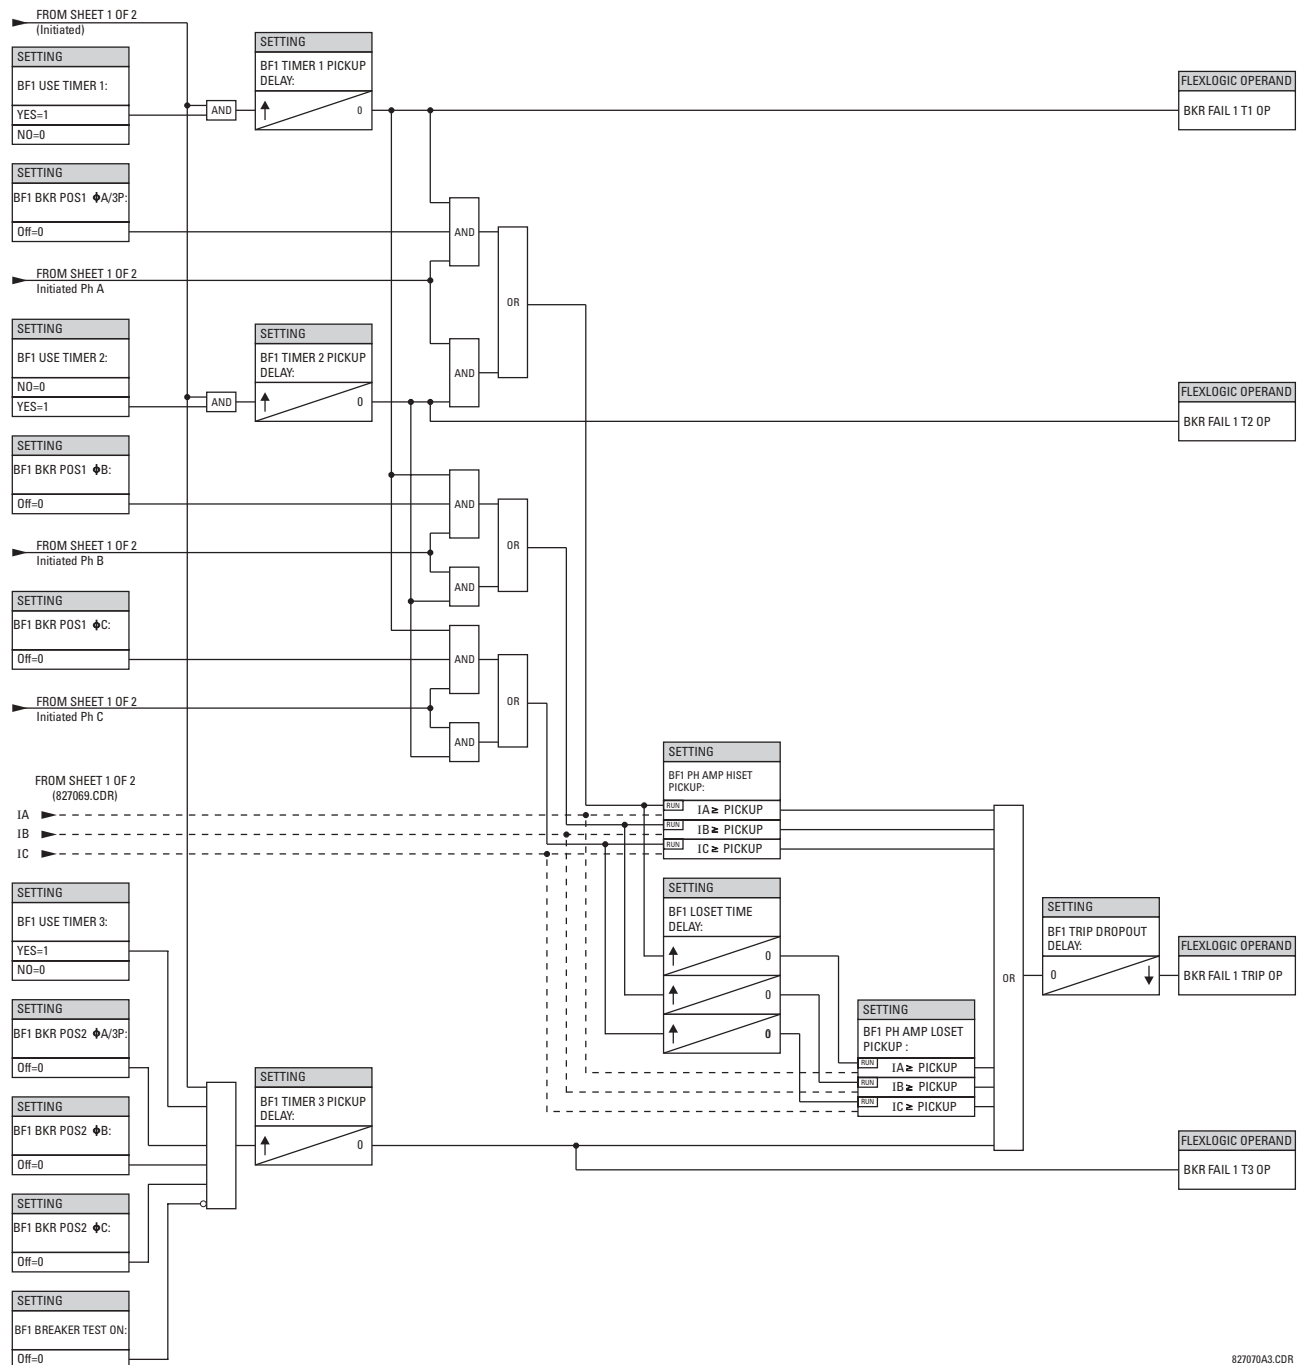 FROM SHEET 1 OF 2
(Initiated)
SETTING
BF1 USE TIMER 1:
YES=1
NO=0
AND
SETTING
BF1 TIMER 1 PICKUP
DELAY:
0
FLEXLOGIC OPERAND
BKR FAIL 1 T1 OP
SETTING
BF1 BKR POS1 ϕA/3P:
Off=0
AND
FROM SHEET 1 OF 2
Initiated Ph A
OR
SETTING
BF1 USE TIMER 2:
NO=0
YES=1
AND
SETTING
BF1 TIMER 2 PICKUP
DELAY:
0
AND
FLEXLOGIC OPERAND
BKR FAIL 1 T2 OP
SETTING
BF1 BKR POS1 ϕB:
Off=0
AND
FROM SHEET 1 OF 2
Initiated Ph B
OR
AND
SETTING
BF1 BKR POS1 ϕC:
Off=0
AND
FROM SHEET 1 OF 2
Initiated Ph C
OR
AND
FROM SHEET 1 OF 2
(827069.CDR)
IA
IB
IC
SETTING
BF1 PH AMP HISET
PICKUP:
RUN IA ≥ PICKUP
RUN IB ≥ PICKUP
RUN IC ≥ PICKUP
SETTING
BF1 LOSET TIME
DELAY:
0
0
0
SETTING
BF1 PH AMP LOSET
PICKUP :
RUN IA ≥ PICKUP
RUN IB ≥ PICKUP
RUN IC ≥ PICKUP
OR
SETTING
BF1 TRIP DROPOUT
DELAY:
0
FLEXLOGIC OPERAND
BKR FAIL 1 TRIP OP
SETTING
BF1 USE TIMER 3:
YES=1
NO=0
SETTING
BF1 BKR POS2 ϕA/3P:
Off=0
SETTING
BF1 BKR POS2 ϕB:
Off=0
SETTING
BF1 TIMER 3 PICKUP
DELAY:
0
FLEXLOGIC OPERAND
BKR FAIL 1 T3 OP
SETTING
BF1 BKR POS2 ϕC:
Off=0
SETTING
BF1 BREAKER TEST ON:
Off=0
827070A3.CDR